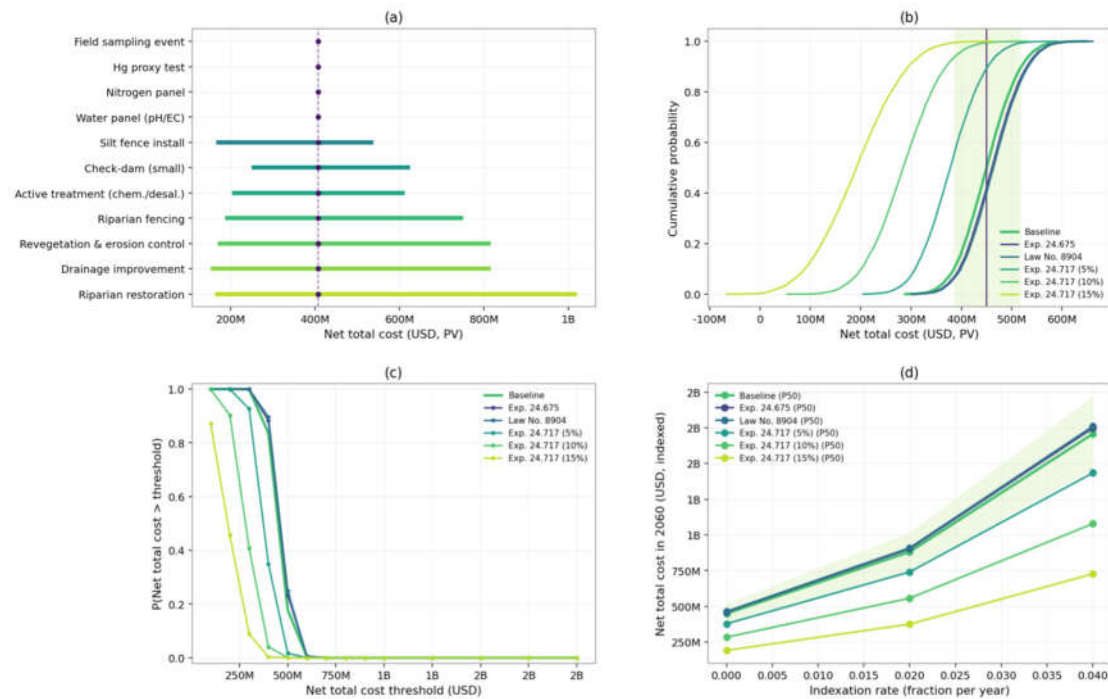 (a)
Field sampling event
Hg proxy test
Nitrogen panel
Water panel (pH/EC)
Silt fence install
Check-dam (small)
Active treatment (chem./desal.)
Riparian fencing
Revegetation & erosion control
Drainage improvement
Riparian restoration
200M 400M 600M 800M 1B
Net total cost (USD, PV)
(b)
Cumulative probability
1.0
0.8
0.6
0.4
0.2
0.0
Baseline
Exp. 24.675
Law No. 8904
Exp. 24.717 (5%)
Exp. 24.717 (10%)
Exp. 24.717 (15%)
-100M 0 100M 200M 300M 400M 500M 600M
Net total cost (USD, PV)
(c)
P(Net total cost > threshold)
1.0
0.8
0.6
0.4
0.2
0.0
Baseline
Exp. 24.675
Law No. 8904
Exp. 24.717 (5%)
Exp. 24.717 (10%)
Exp. 24.717 (15%)
250M 500M 750M 1B 1B 2B 2B 2B
Net total cost threshold (USD)
(d)
Net total cost in 2060 (USD, indexed)
2B
2B
2B
1B
1B
750M
500M
250M
Baseline (P50)
Exp. 24.675 (P50)
Law No. 8904 (P50)
Exp. 24.717 (5%) (P50)
Exp. 24.717 (10%) (P50)
Exp. 24.717 (15%) (P50)
0.000 0.005 0.010 0.015 0.020 0.025 0.030 0.035 0.040
Indexation rate (fraction per year)